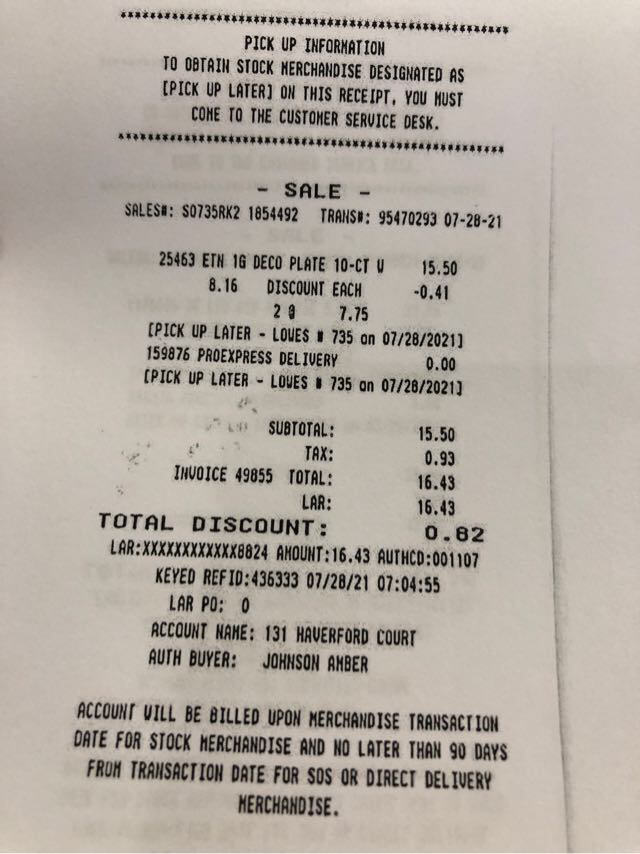 ************************************************
PICK UP INFORMATION
TO OBTAIN STOCK MERCHANDISE DESIGNATED AS
[PICK UP LATER] ON THIS RECEIPT, YOU MUST
COME TO THE CUSTOMER SERVICE DESK.
************************************************
- SALE -
SALES#: S0735RK2 1854492 TRANS#: 95470293 07-28-21
25463 ETN 1G DECO PLATE 10-CT W 15.50
8.16 DISCOUNT EACH -0.41
2 @ 7.75
[PICK UP LATER - LOWES # 735 on 07/28/2021]
159876 PROEXPRESS DELIVERY 0.00
[PICK UP LATER - LOWES # 735 on 07/28/2021]
SUBTOTAL: 15.50
TAX: 0.93
INVOICE 49855 TOTAL: 16.43
LAR: 16.43
TOTAL DISCOUNT: 0.82
LAR:XXXXXXXXXXXX8824 AMOUNT:16.43 AUTHCD:001107
KEYED REFID:436333 07/28/21 07:04:55
LAR PO: 0
ACCOUNT NAME: 131 HAVERFORD COURT
AUTH BUYER: JOHNSON AMBER
ACCOUNT WILL BE BILLED UPON MERCHANDISE TRANSACTION
DATE FOR STOCK MERCHANDISE AND NO LATER THAN 90 DAYS
FROM TRANSACTION DATE FOR SOS OR DIRECT DELIVERY
MERCHANDISE.